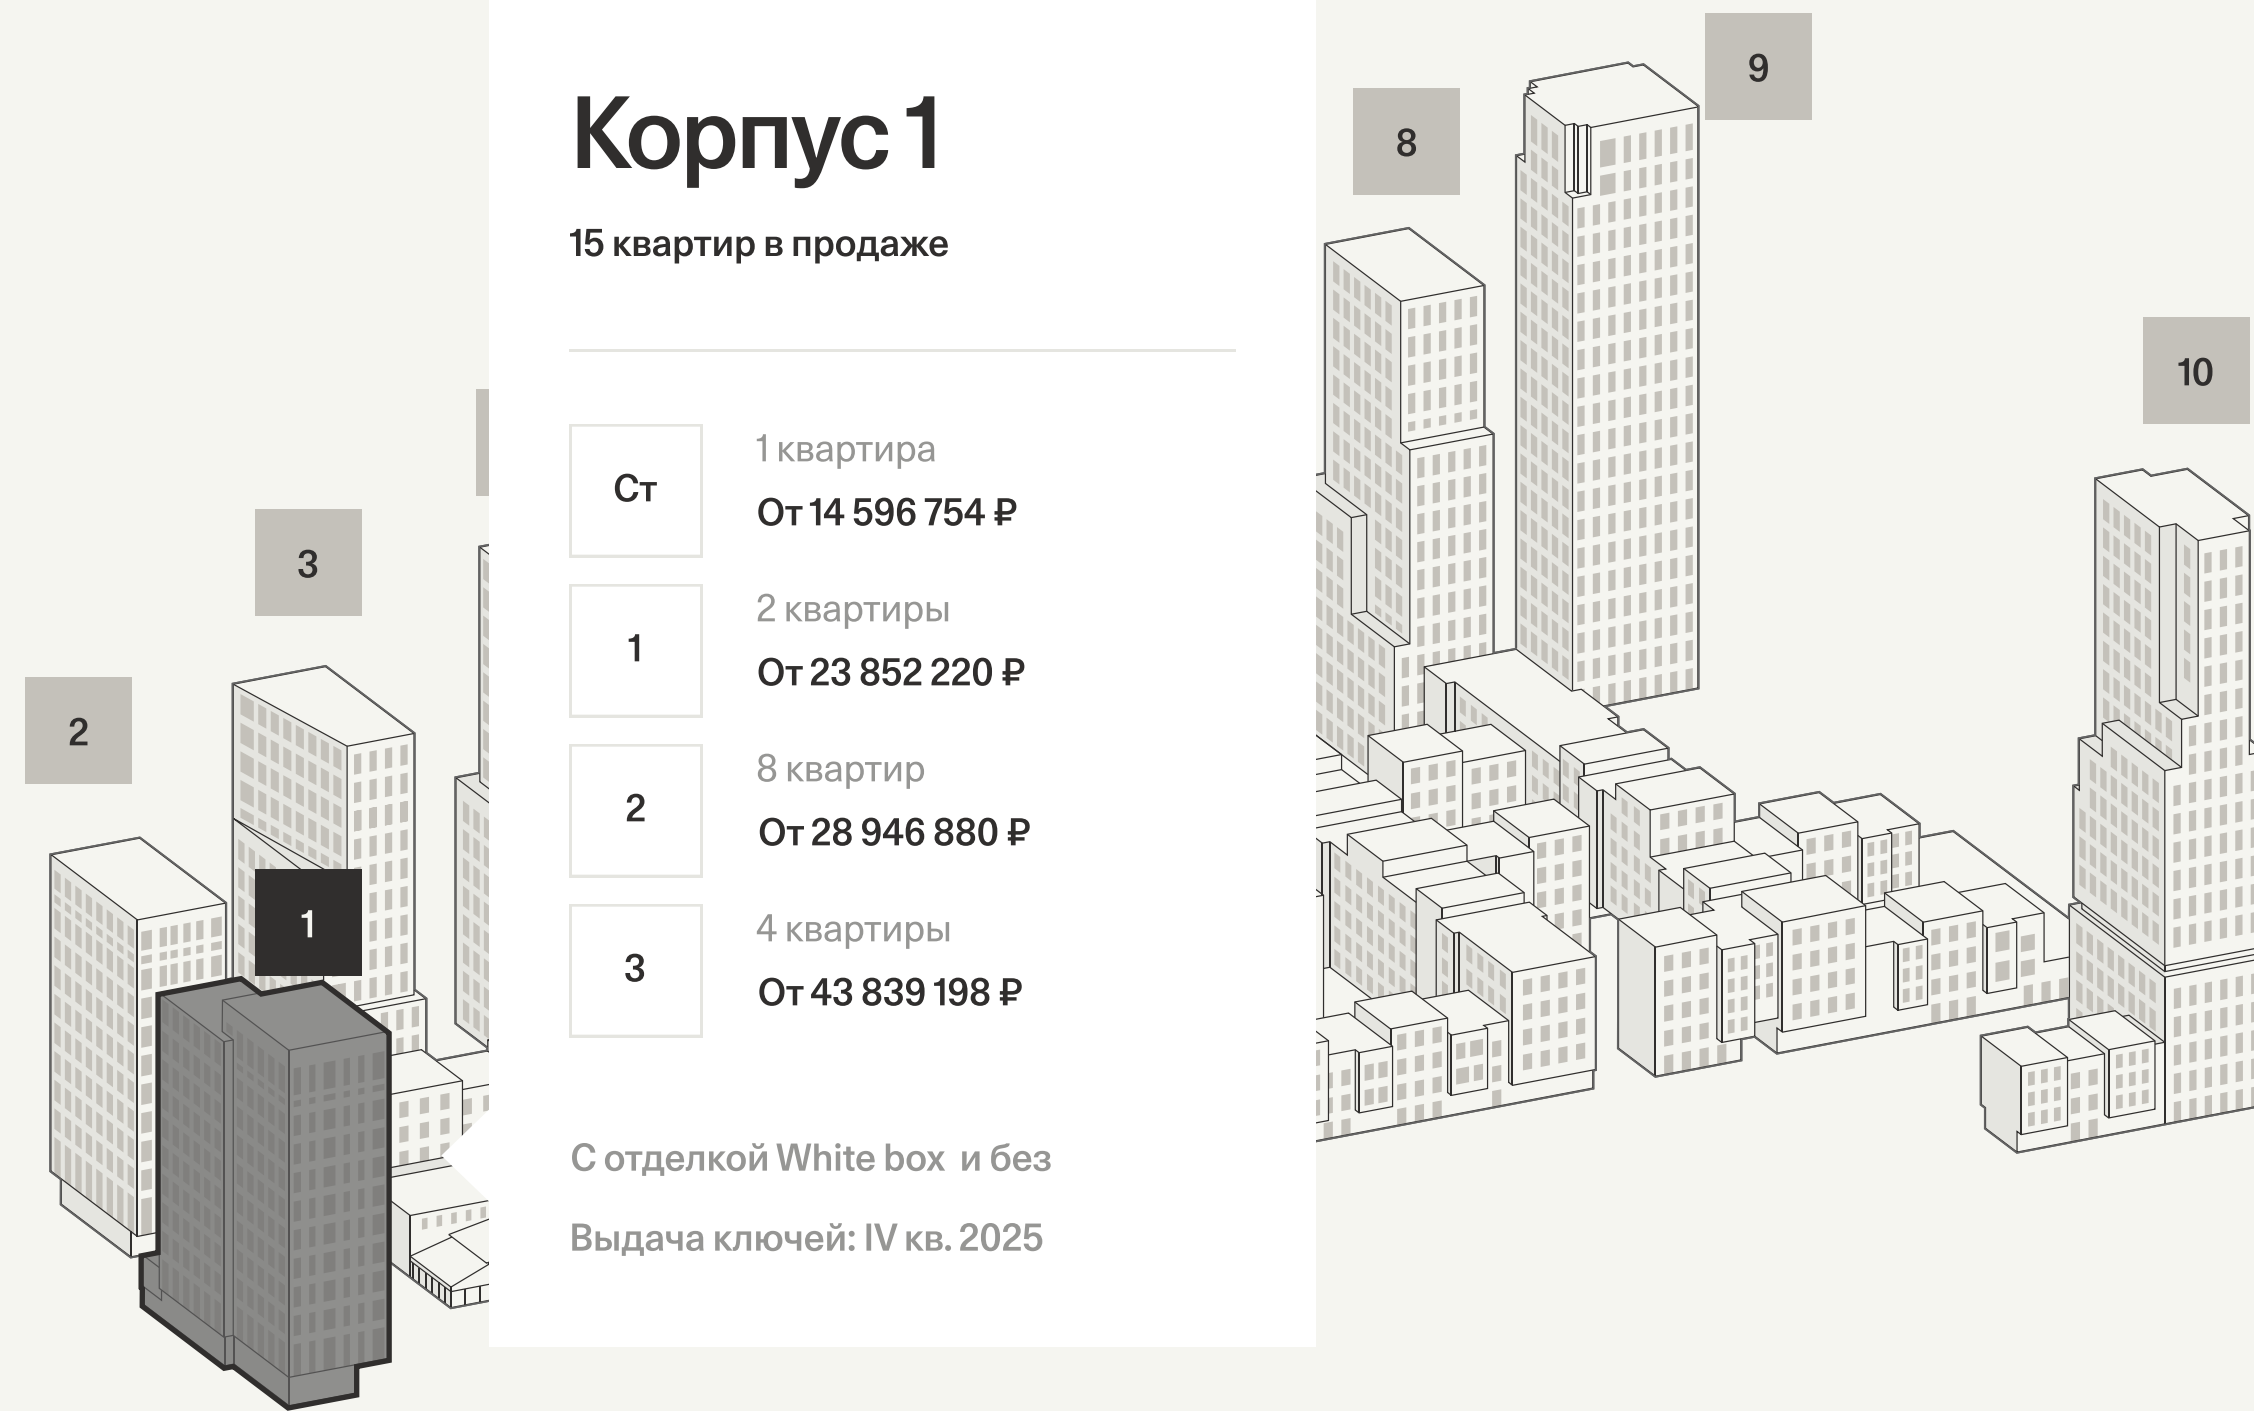 Корпус 1
15 квартир в продаже
Ст
1 квартира
От 14 596 754 ₽
1
2 квартиры
От 23 852 220 ₽
2
8 квартир
От 28 946 880 ₽
3
4 квартиры
От 43 839 198 ₽
С отделкой White box  и без
Выдача ключей: IV кв. 2025
2
3
1
8
9
10